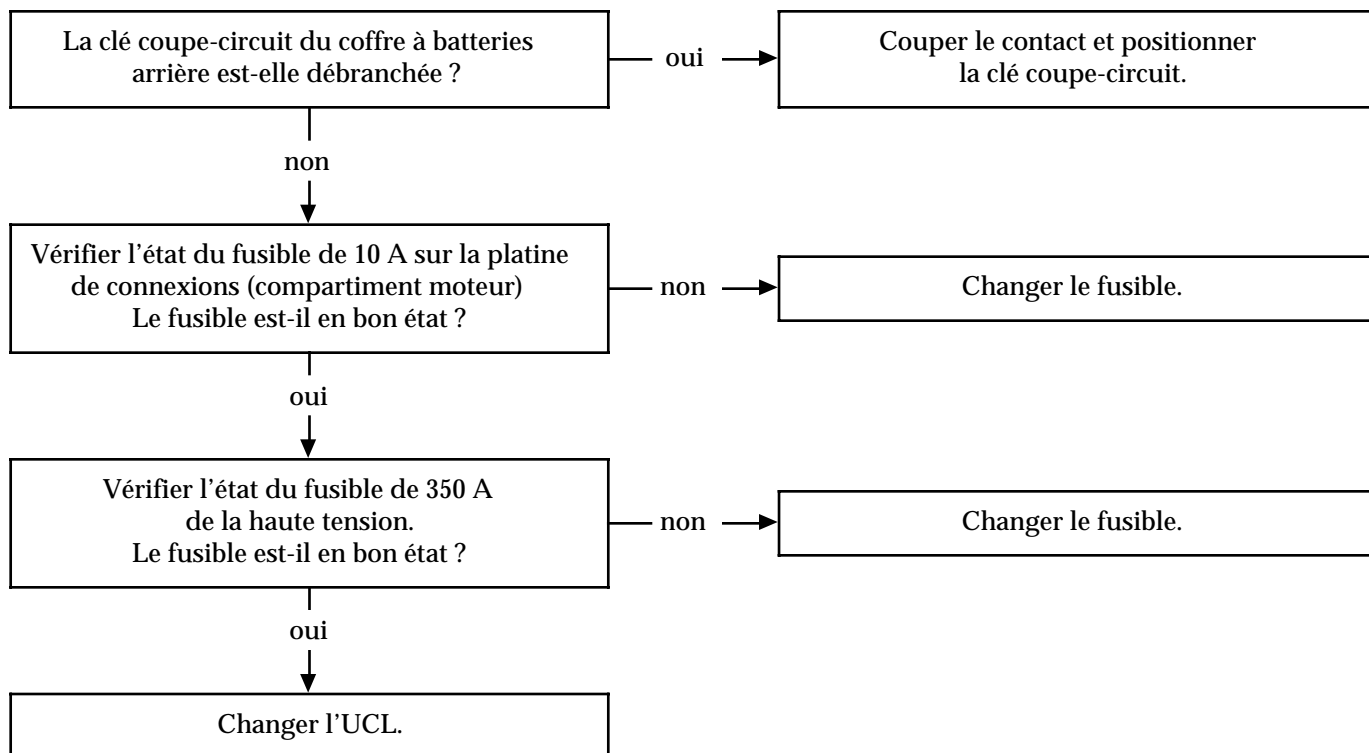 La clé coupe-circuit du coffre à batteries
arrière est-elle débranchée ?
oui
Couper le contact et positionner
la clé coupe-circuit.
non
Vérifier l'état du fusible de 10 A sur la platine
de connexions (compartiment moteur)
Le fusible est-il en bon état ?
non
Changer le fusible.
oui
Vérifier l'état du fusible de 350 A
de la haute tension.
Le fusible est-il en bon état ?
non
Changer le fusible.
oui
Changer l'UCL.